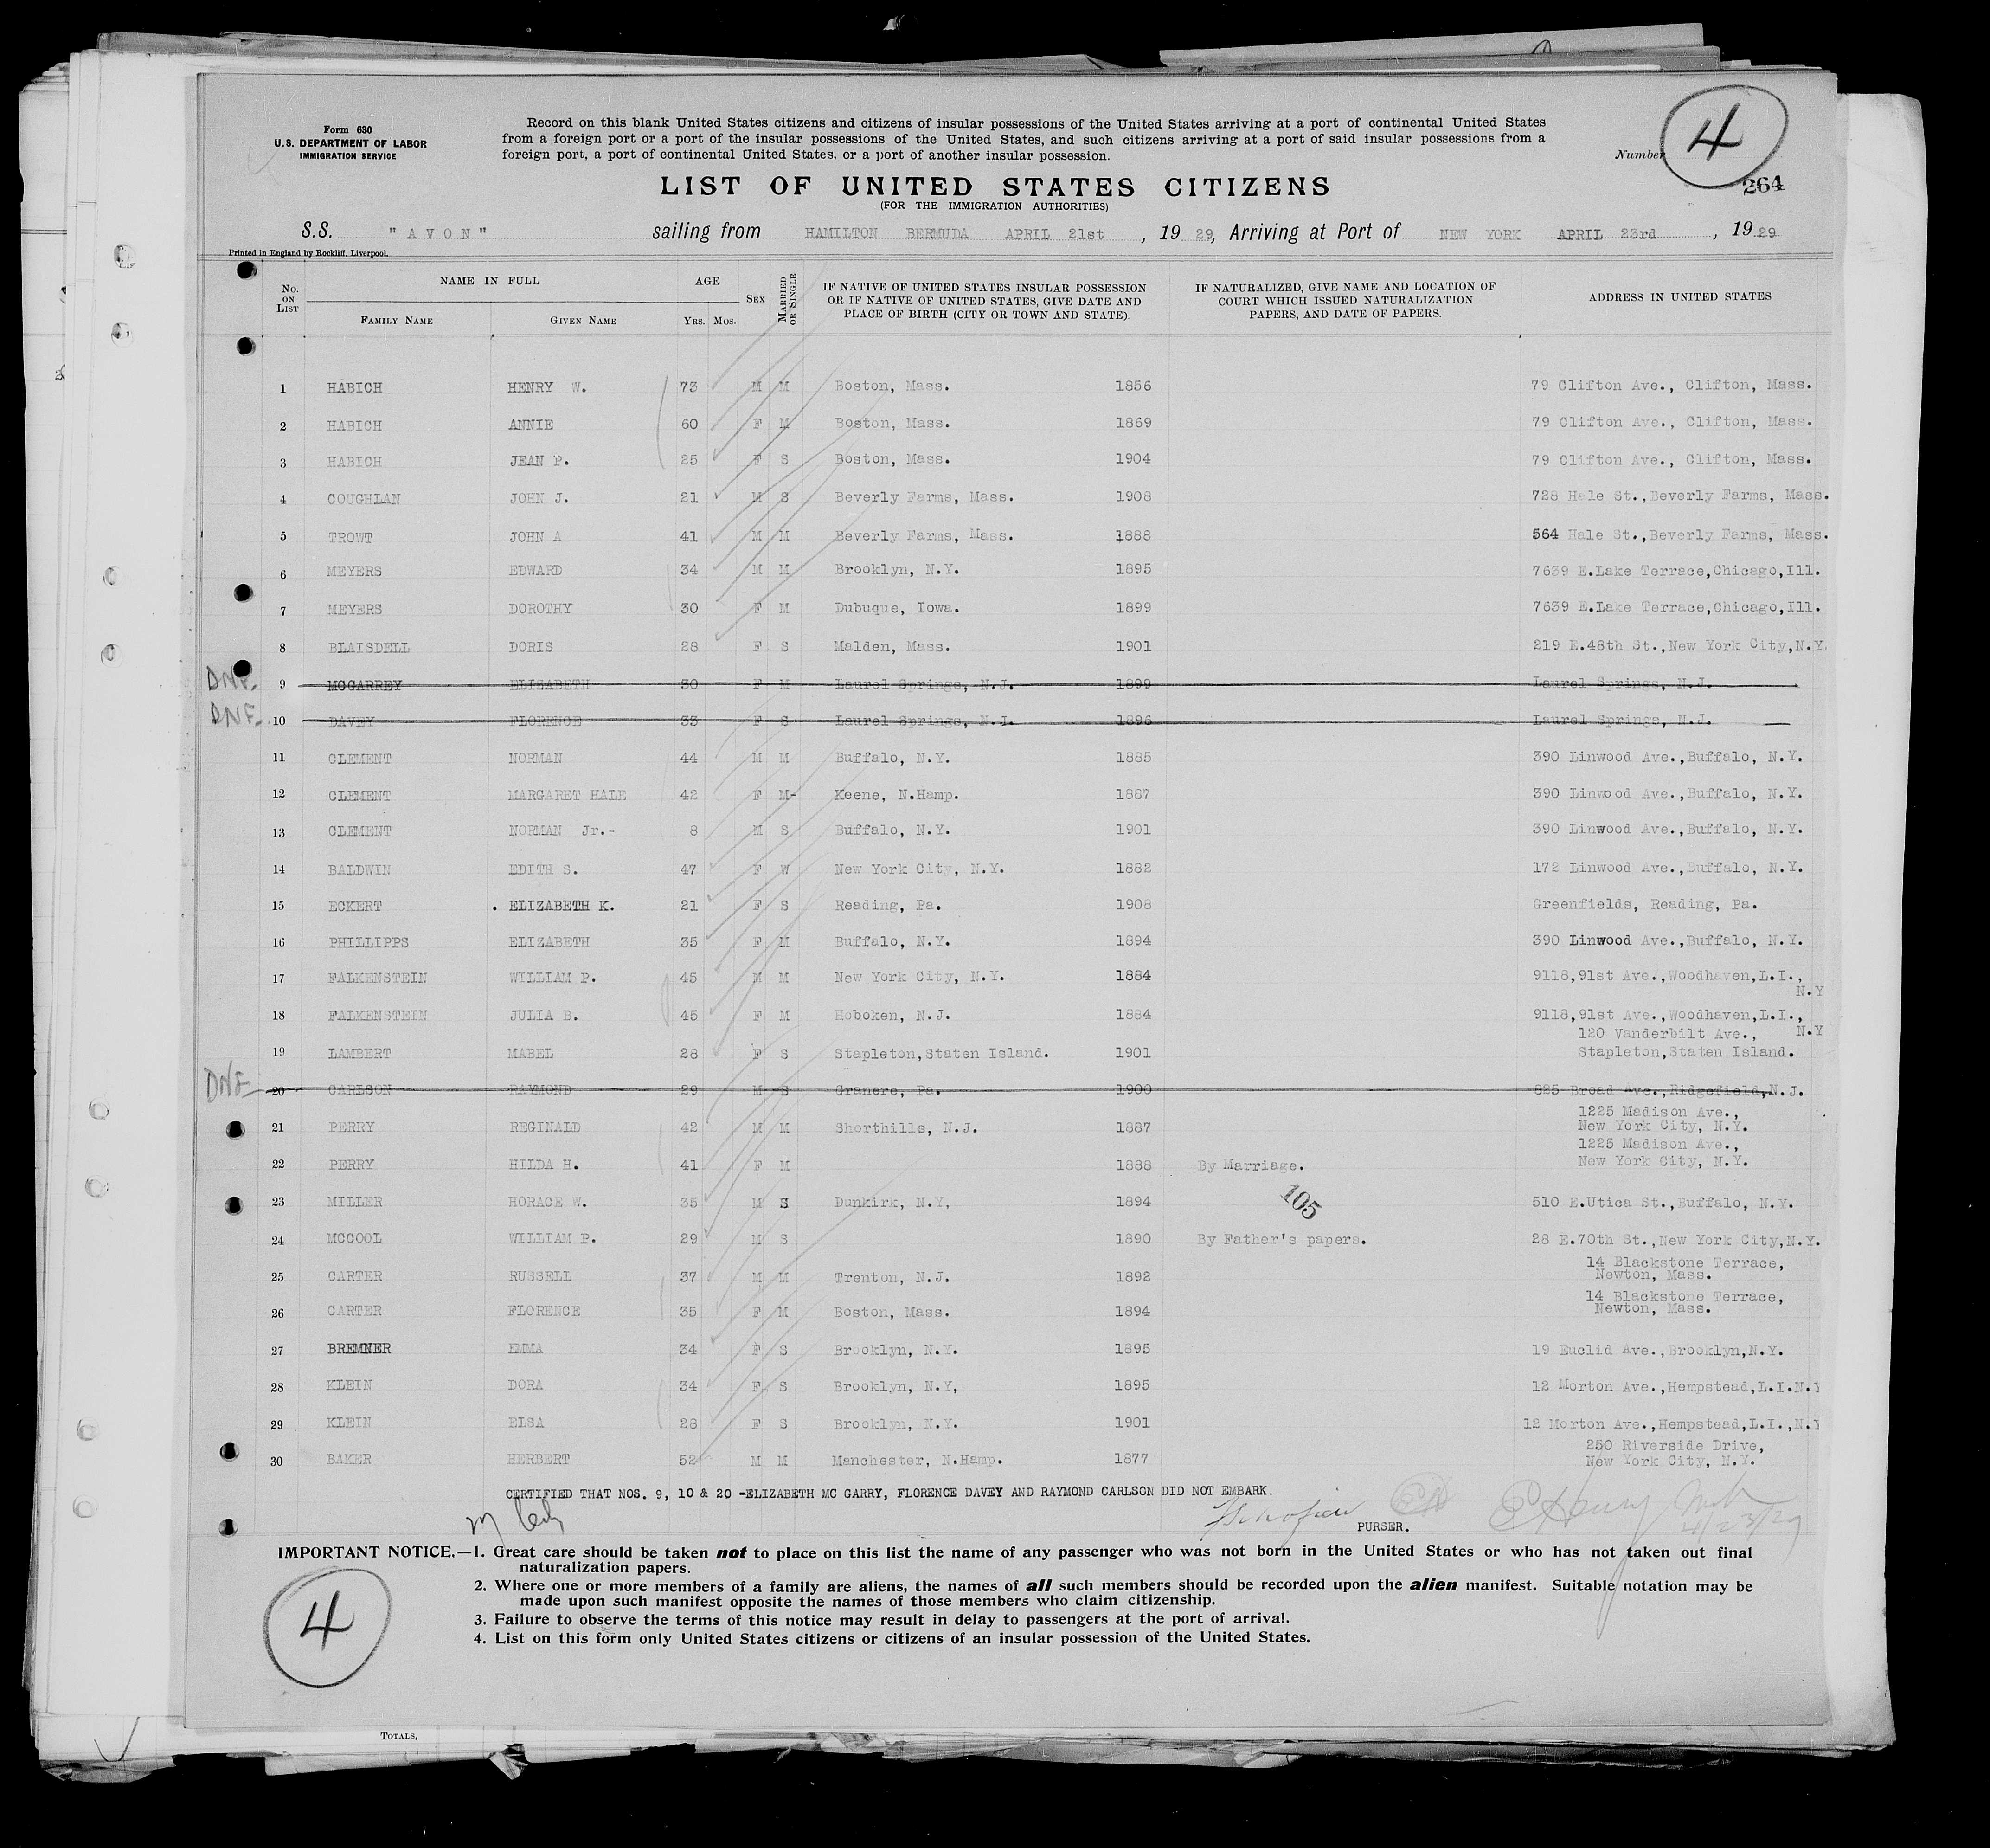 Form 630
U.S. DEPARTMENT OF LABOR
IMMIGRATION SERVICE
Record on this blank United States citizens and citizens of insular possessions of the United States arriving at a port of continental United States
from a foreign port or a port of the insular possessions of the United States, and such citizens arriving at a port of said insular possessions from a
foreign port, a port of continental United States, or a port of another insular possession.
Number
4
264
LIST OF UNITED STATES CITIZENS
(FOR THE IMMIGRATION AUTHORITIES)
S.S. "AVON" sailing from HAMILTON BERMUDA APRIL 21st, 1929, Arriving at Port of NEW YORK APRIL 23rd, 1929
Printed in England by Rockliff, Liverpool.
No. ON LIST NAME IN FULL FAMILY NAME GIVEN NAME AGE YRS. MOS. SEX MARRIED OR SINGLE
IF NATIVE OF UNITED STATES INSULAR POSSESSION OR IF NATIVE OF UNITED STATES, GIVE DATE AND PLACE OF BIRTH (CITY OR TOWN AND STATE).
IF NATURALIZED, GIVE NAME AND LOCATION OF COURT WHICH ISSUED NATURALIZATION PAPERS, AND DATE OF PAPERS.
ADDRESS IN UNITED STATES
1 HABICH HENRY W. 73 M M Boston, Mass. 1856 79 Clifton Ave., Clifton, Mass.
2 HABICH ANNIE 60 F M Boston, Mass. 1869 79 Clifton Ave., Clifton, Mass.
3 HABICH JEAN P. 25 F S Boston, Mass. 1904 79 Clifton Ave., Clifton, Mass.
4 COUGHLAN JOHN J. 21 M S Beverly Farms, Mass. 1908 728 Hale St.,Beverly Farms, Mass.
5 TROWT JOHN A 41 M M Beverly Farms, Mass. 1888 564 Hale St.,Beverly Farms, Mass.
6 MEYERS EDWARD 34 M M Brooklyn, N.Y. 1895 7639 E.Lake Terrace,Chicago,Ill.
7 MEYERS DOROTHY 30 F M Dubuque, Iowa. 1899 7639 E.Lake Terrace,Chicago,Ill.
8 BLAISDELL DORIS 28 F S Malden, Mass. 1901 219 E.48th St.,New York City,N.Y.
DNE. 9 MCGARREY ELIZABETH 30 F M Laurel Springs, N.J. 1899 Laurel Springs, N.J.
DNE. 10 DAVEY FLORENCE 33 F S Laurel Springs, N.J. 1896 Laurel Springs, N.J.
11 CLEMENT NORMAN 44 M M Buffalo, N.Y. 1885 390 Linwood Ave.,Buffalo, N.Y.
12 CLEMENT MARGARET HALE 42 F M- Keene, N.Hamp. 1887 390 Linwood Ave.,Buffalo, N.Y.
13 CLEMENT NORMAN Jr.- 8 M S Buffalo, N.Y. 1901 390 Linwood Ave.,Buffalo, N.Y.
14 BALDWIN EDITH S. 47 F W New York City, N.Y. 1882 172 Linwood Ave.,Buffalo, N.Y.
15 ECKERT . ELIZABETH K. 21 F S Reading, Pa. 1908 Greenfields, Reading, Pa.
16 PHILLIPPS ELIZABETH 35 F M Buffalo, N.Y. 1894 390 Linwood Ave.,Buffalo, N.Y.
17 FALKENSTEIN WILLIAM P. 45 M M New York City, N.Y. 1884 9118,91st Ave.,Woodhaven,L.I.,
N.Y
18 FALKENSTEIN JULIA B. 45 F M Hoboken, N.J. 1884 9118,91st Ave.,Woodhaven,L.I.,
N.Y
120 Vanderbilt Ave.,
19 LAMBERT MABEL 28 F S Stapleton,Staten Island. 1901 Stapleton,Staten Island.
DNE 20 CARLSON RAYMOND 29 M S Granere, Pa. 1900 825 Broad Ave.,Ridgefield,N.J.
1225 Madison Ave.,
21 PERRY REGINALD 42 M M Shorthills, N.J. 1887 New York City, N.Y.
1225 Madison Ave.,
22 PERRY HILDA H. 41 F M 1888 By Marriage. New York City, N.Y.
105
23 MILLER HORACE W. 35 M S Dunkirk, N.Y, 1894 510 E.Utica St.,Buffalo, N.Y.
24 MCCOOL WILLIAM P. 29 M S 1890 By Father's papers. 28 E.70th St.,New York City,N.Y.
14 Blackstone Terrace,
25 CARTER RUSSELL 37 M M Trenton, N.J. 1892 Newton, Mass.
14 Blackstone Terrace,
26 CARTER FLORENCE 35 F M Boston, Mass. 1894 Newton, Mass.
27 BREMNER EMMA 34 F S Brooklyn, N.Y. 1895 19 Euclid Ave.,Brooklyn,N.Y.
28 KLEIN DORA 34 F S Brooklyn, N.Y, 1895 12 Morton Ave.,Hempstead,L.I.N.Y
29 KLEIN ELSA 28 F S Brooklyn, N.Y. 1901 12 Morton Ave.,Hempstead,L.I.,N.Y
250 Riverside Drive,
30 BAKER HERBERT 52 M M Manchester, N.Hamp. 1877 New York City, N.Y.
CERTIFIED THAT NOS. 9, 10 & 20 -ELIZABETH MC GARRY, FLORENCE DAVEY AND RAYMOND CARLSON DID NOT EMBARK.
PURSER.
4/23/29
IMPORTANT NOTICE.—1. Great care should be taken not to place on this list the name of any passenger who was not born in the United States or who has not taken out final
naturalization papers.
2. Where one or more members of a family are aliens, the names of all such members should be recorded upon the alien manifest. Suitable notation may be
made upon such manifest opposite the names of those members who claim citizenship.
3. Failure to observe the terms of this notice may result in delay to passengers at the port of arrival.
4. List on this form only United States citizens or citizens of an insular possession of the United States.
4
TOTALS,